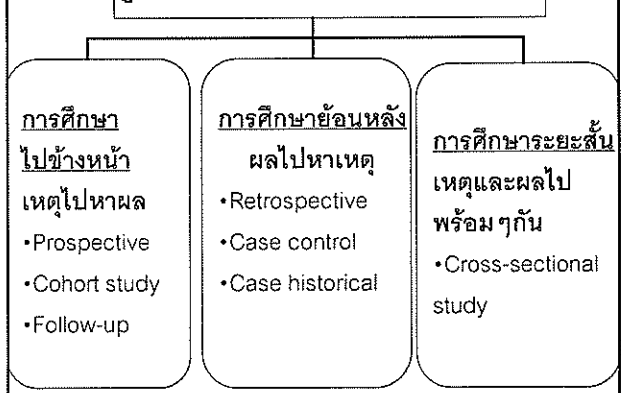 การศึกษา
ไปข้างหน้า
เหตุไปหาผล
•Prospective
•Cohort study
•Follow-up
การศึกษาย้อนหลัง
ผลไปหาเหตุ
•Retrospective
•Case control
•Case historical
การศึกษาระยะสั้น
เหตุและผลไป
พร้อมๆกัน
•Cross-sectional
study